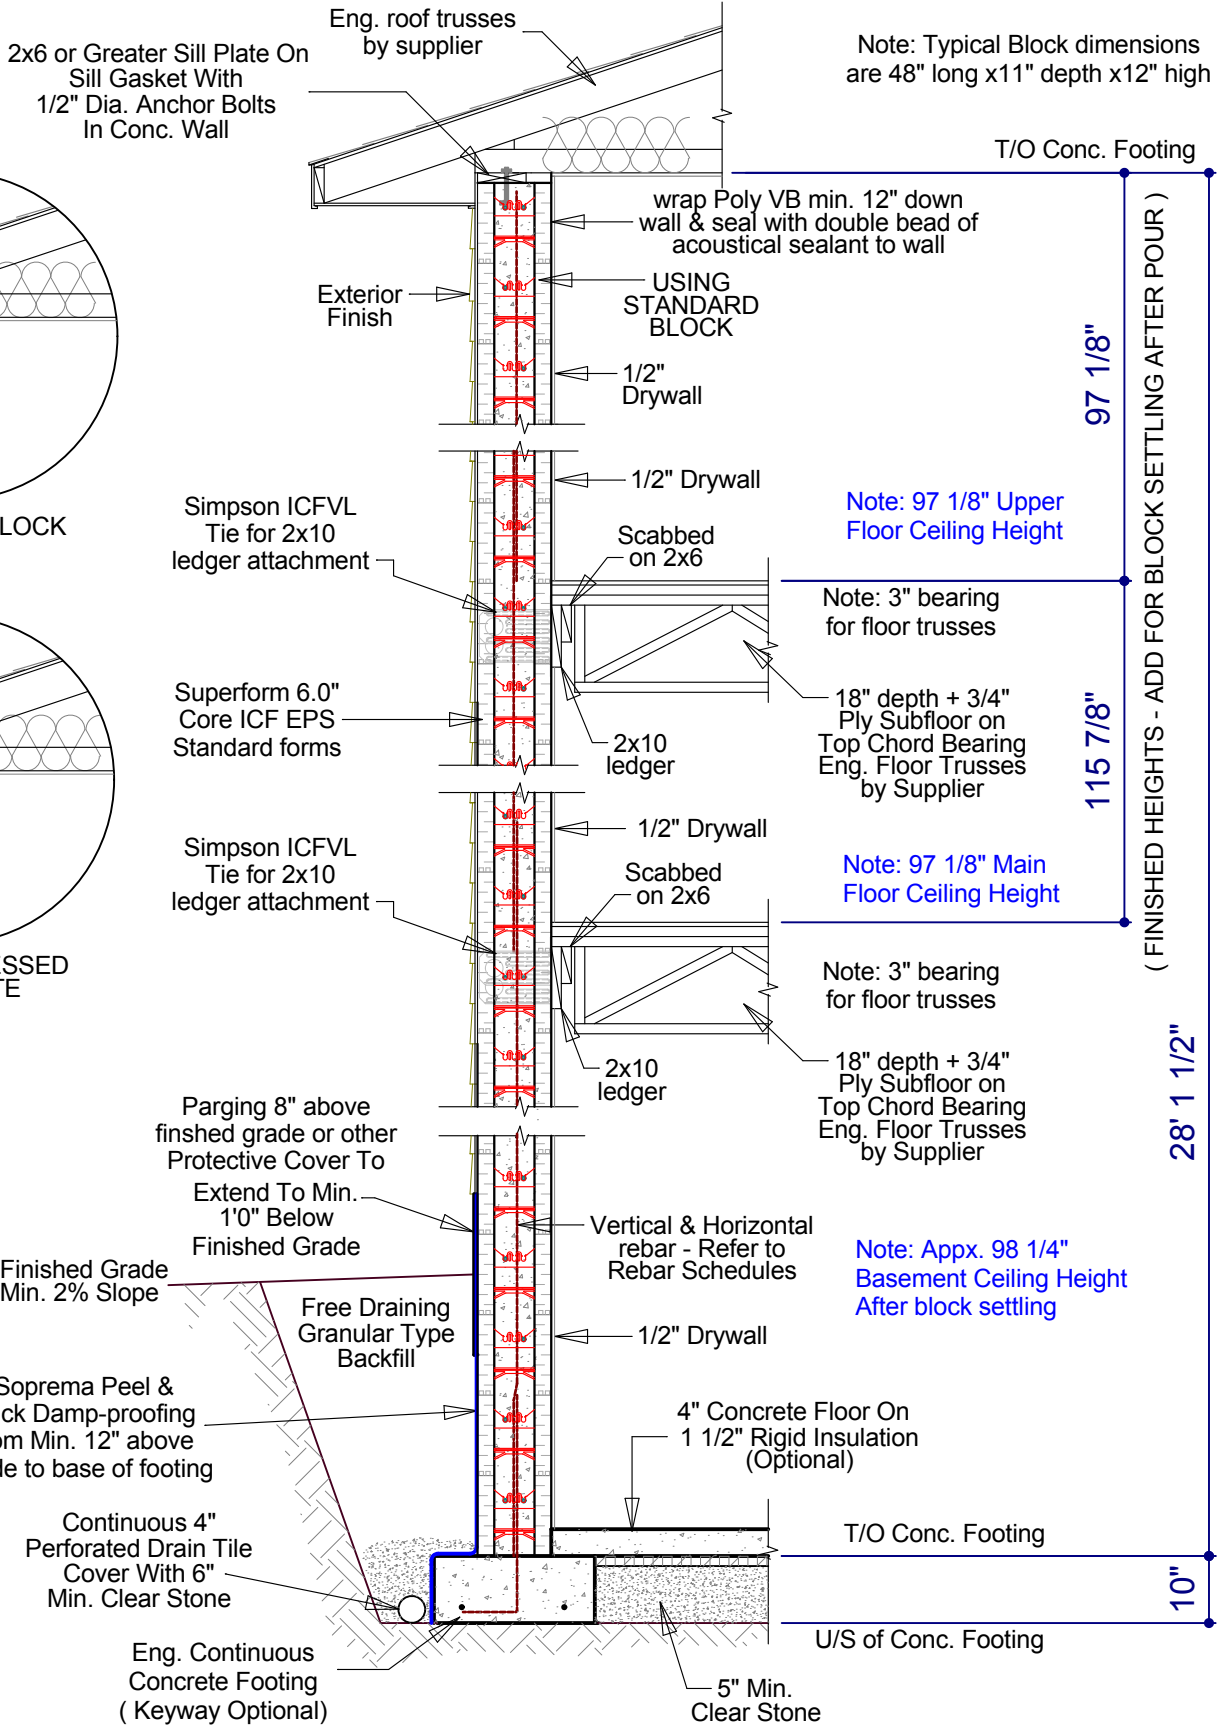 Eng. roof trusses
by supplier
2x6 or Greater Sill Plate On
Sill Gasket With
1/2" Dia. Anchor Bolts
In Conc. Wall
Note: Typical Block dimensions
are 48" long x11" depth x12" high
T/O Conc. Footing
wrap Poly VB min. 12" down
wall & seal with double bead of
acoustical sealant to wall
Exterior
Finish
USING
STANDARD
BLOCK
1/2"
Drywall
97 1/8"
( FINISHED HEIGHTS - ADD FOR BLOCK SETTLING AFTER POUR )
1/2" Drywall
LOCK
Simpson ICFVL
Tie for 2x10
ledger attachment
Scabbed
on 2x6
Note: 97 1/8" Upper
Floor Ceiling Height
Note: 3" bearing
for floor trusses
Superform 6.0"
Core ICF EPS
Standard forms
2x10
ledger
18" depth + 3/4"
Ply Subfloor on
Top Chord Bearing
Eng. Floor Trusses
by Supplier
115 7/8"
1/2" Drywall
Simpson ICFVL
Tie for 2x10
ledger attachment
Scabbed
on 2x6
Note: 97 1/8" Main
Floor Ceiling Height
ESSED
TE
Note: 3" bearing
for floor trusses
2x10
ledger
18" depth + 3/4"
Ply Subfloor on
Top Chord Bearing
Eng. Floor Trusses
by Supplier
28' 1 1/2"
Parging 8" above
finshed grade or other
Protective Cover To
Extend To Min.
1'0" Below
Finished Grade
Vertical & Horizontal
rebar - Refer to
Rebar Schedules
Note: Appx. 98 1/4"
Basement Ceiling Height
After block settling
Finished Grade
Min. 2% Slope
Free Draining
Granular Type
Backfill
1/2" Drywall
Soprema Peel &
ck Damp-proofing
om Min. 12" above
de to base of footing
4" Concrete Floor On
1 1/2" Rigid Insulation
(Optional)
Continuous 4"
Perforated Drain Tile
Cover With 6"
Min. Clear Stone
T/O Conc. Footing
10"
U/S of Conc. Footing
Eng. Continuous
Concrete Footing
( Keyway Optional)
5" Min.
Clear Stone